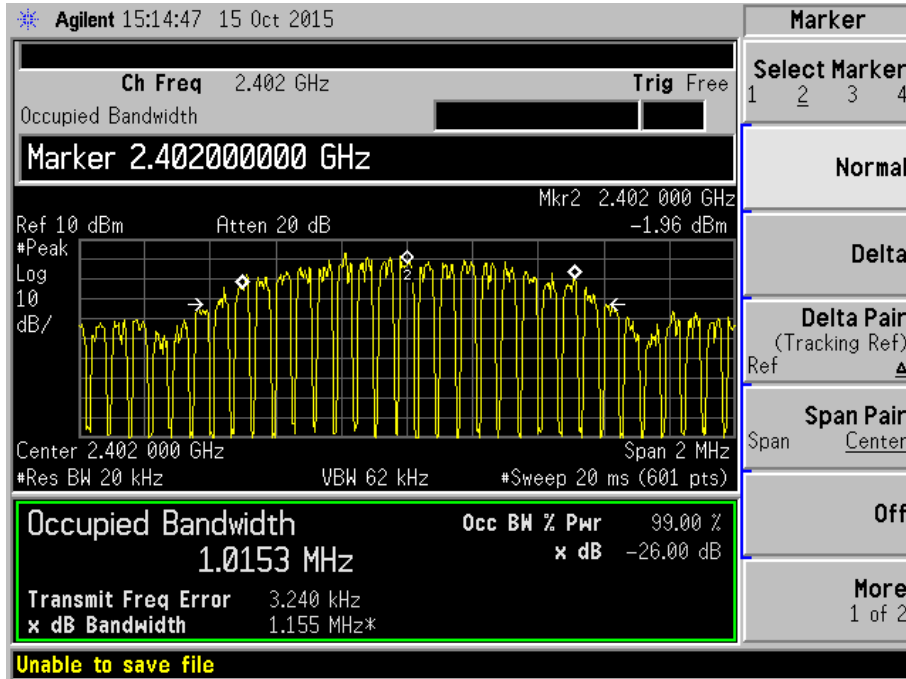 Agilent 15:14:47 15 Oct 2015
Marker
Ch Freq 2.402 GHz Trig Free
Occupied Bandwidth
Marker 2.402000000 GHz
Mkr2 2.402 000 GHz
Ref 10 dBm Atten 20 dB -1.96 dBm
#Peak
Log
10
dB/
2
Center 2.402 000 GHz Span 2 MHz
#Res BW 20 kHz VBW 62 kHz #Sweep 20 ms (601 pts)
Occupied Bandwidth Occ BW % Pwr 99.00 %
1.0153 MHz x dB -26.00 dB
Transmit Freq Error 3.240 kHz
x dB Bandwidth 1.155 MHz*
Unable to save file
Select Marker
1 2 3 4
Normal
Delta
Delta Pair
(Tracking Ref)
Ref Δ
Span Pair
Span Center
Off
More
1 of 2